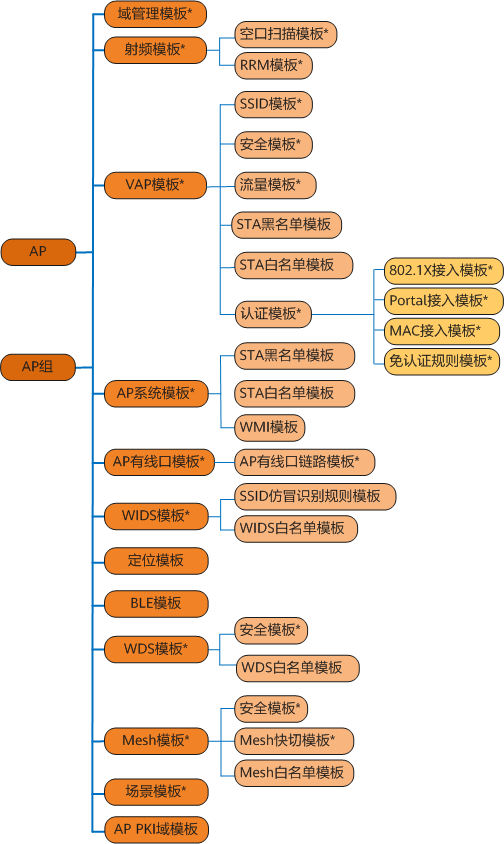 AP
AP组
域管理模板*
射频模板*
空口扫描模板*
RRM模板*
VAP模板*
SSID模板*
安全模板*
流量模板*
STA黑名单模板
STA白名单模板
认证模板*
802.1X接入模板*
Portal接入模板*
MAC接入模板*
免认证规则模板*
AP系统模板*
STA黑名单模板
STA白名单模板
WMI模板
AP有线口模板*
AP有线口链路模板*
WIDS模板*
SSID仿冒识别规则模板
WIDS白名单模板
定位模板
BLE模板
WDS模板*
安全模板*
WDS白名单模板
Mesh模板*
安全模板*
Mesh快切模板*
Mesh白名单模板
场景模板*
AP PKI域模板